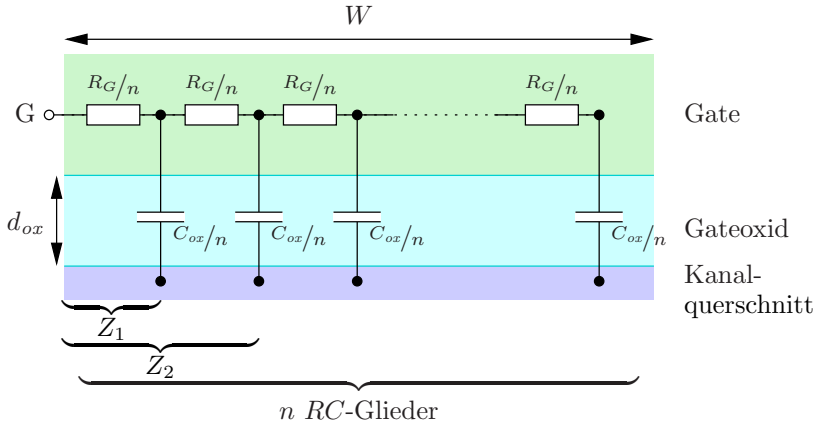 W
R_G/n R_G/n R_G/n R_G/n
G
Gate
d_ox
C_ox/n C_ox/n C_ox/n C_ox/n
Gateoxid
Kanal-
querschnitt
Z_1
Z_2
n RC-Glieder